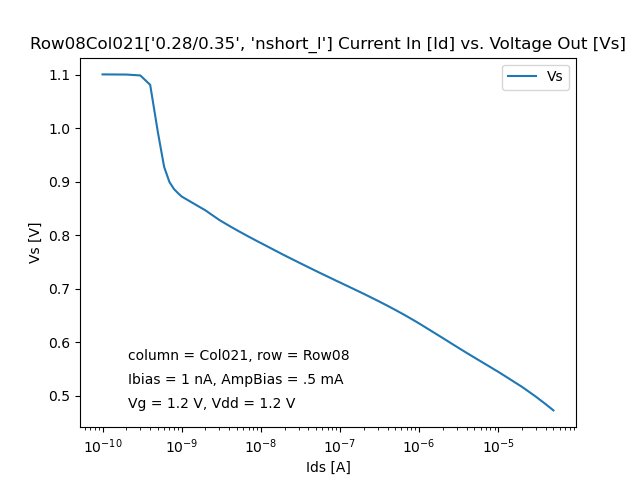 Row08Col021['0.28/0.35', 'nshort_l'] Current In [Id] vs. Voltage Out [Vs]
Vs
1.1
1.0
0.9
0.8
0.7
0.6
0.5
Vs [V]
column = Col021, row = Row08
Ibias = 1 nA, AmpBias = .5 mA
Vg = 1.2 V, Vdd = 1.2 V
10⁻¹⁰ 10⁻⁹ 10⁻⁸ 10⁻⁷ 10⁻⁶ 10⁻⁵
Ids [A]